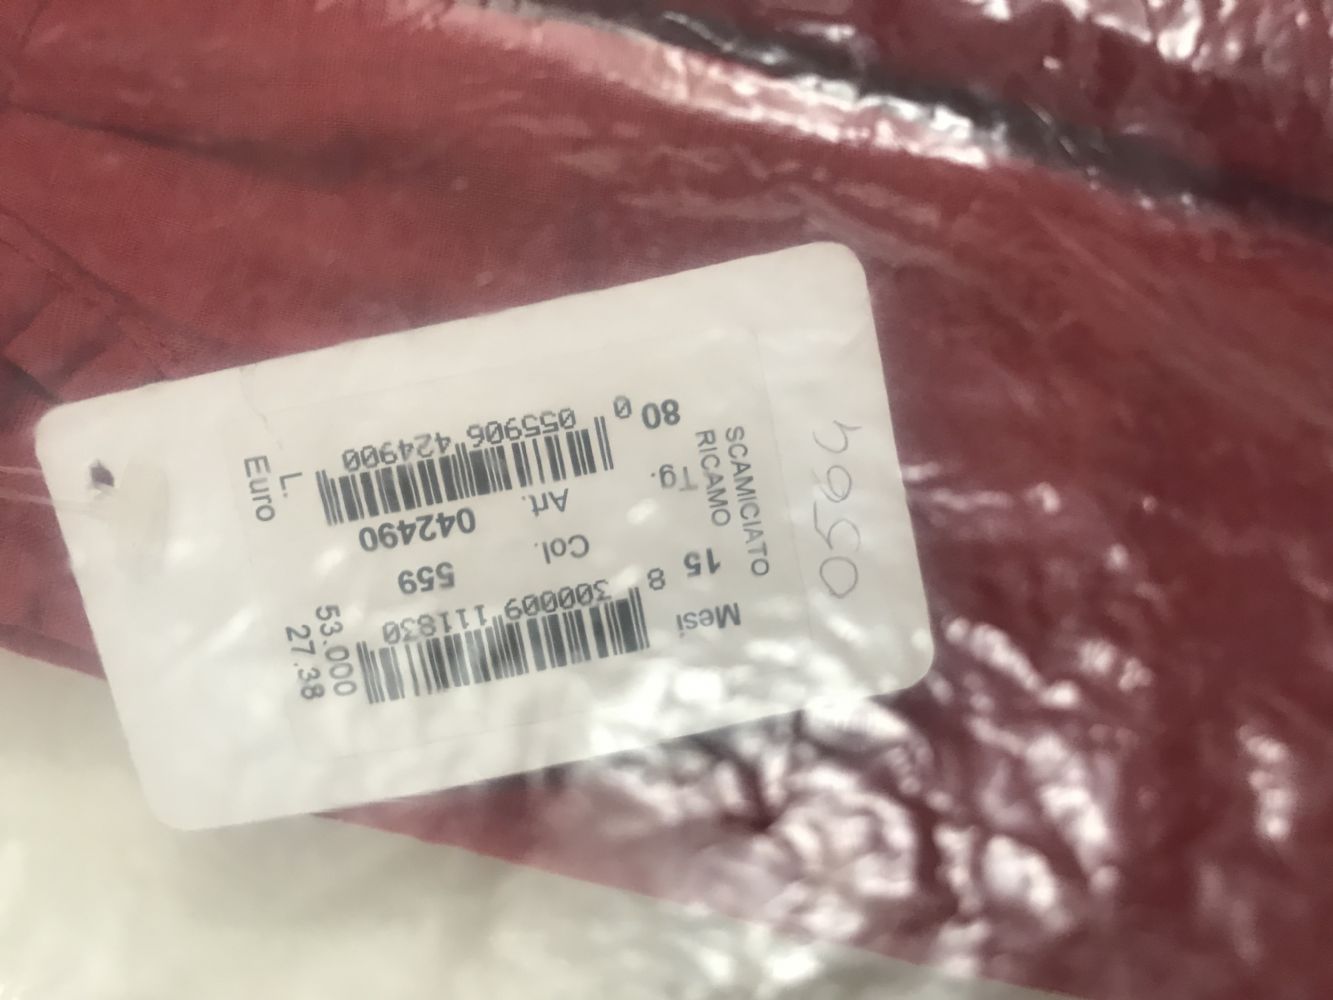 SCAMICIATO
RICAMO
Mesi.
15
Tg.
80
8 300009 111830
Col.
559
Art.
042490
0 055906 424900
L.
53.000
Euro
27.38